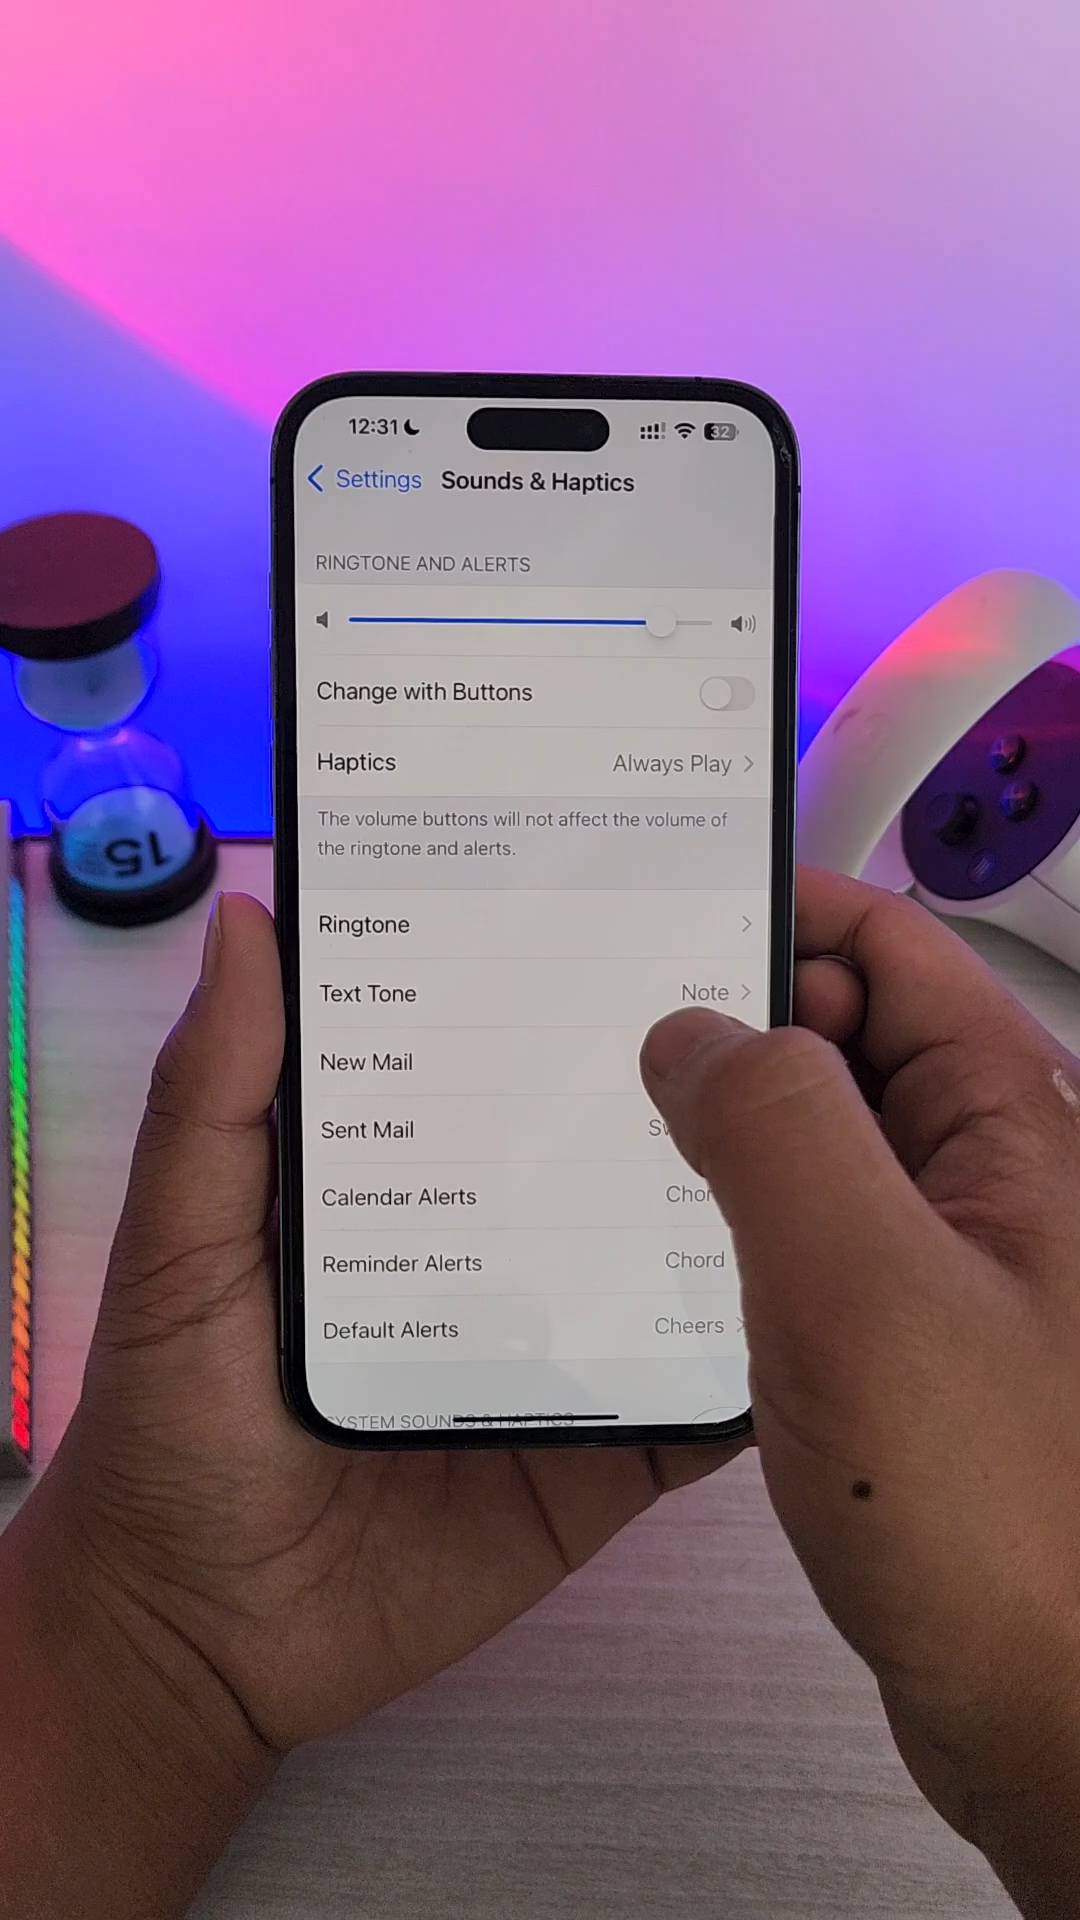 12:31
32
Settings Sounds & Haptics
RINGTONE AND ALERTS
Change with Buttons
Haptics Always Play
The volume buttons will not affect the volume of
the ringtone and alerts.
Ringtone
Text Tone Note
New Mail
Sent Mail
Calendar Alerts
Reminder Alerts Chord
Default Alerts Cheers
SYSTEM SOUNDS & HAPTICS
15